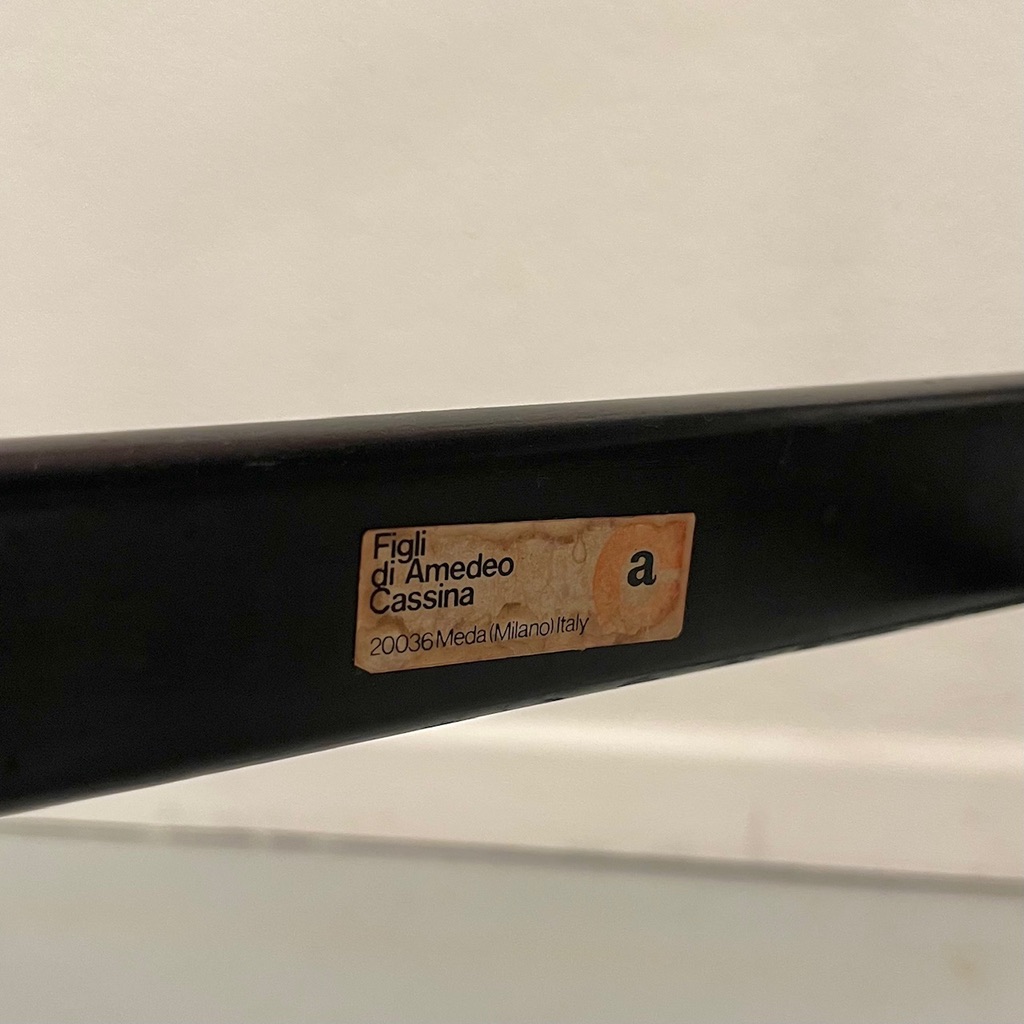 Figli
di Amedeo
Cassina
20036 Meda (Milano) Italy
a